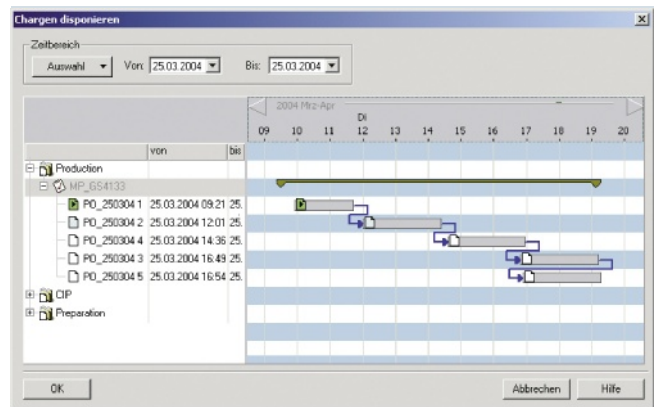 Chargen disponieren
Zeitbereich
Auswahl Von: 25.03.2004 Bis: 25.03.2004
2004 Mrz-Apr
DI
09 10 11 12 13 14 15 16 17 18 19 20
von bis
Production
MP_GS4133
PO_250304 1 25.03.2004 09:21 25.
PO_250304 2 25.03.2004 12:01 25.
PO_250304 4 25.03.2004 14:36 25.
PO_250304 3 25.03.2004 16:49 25.
PO_250304 5 25.03.2004 16:54 25.
CIP
Preparation
OK Abbrechen Hilfe